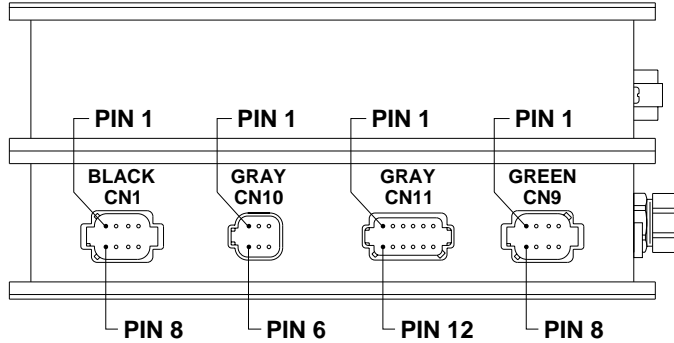 PIN 1 PIN 1 PIN 1 PIN 1
BLACK GRAY GRAY GREEN
CN1 CN10 CN11 CN9
PIN 8 PIN 6 PIN 12 PIN 8